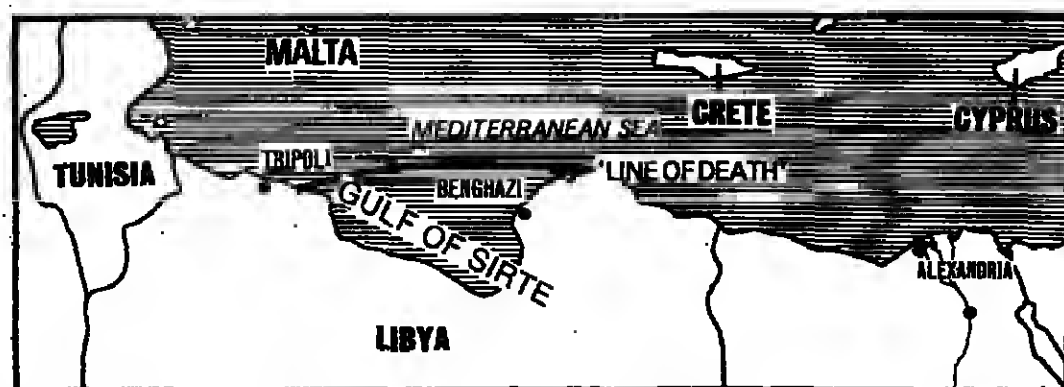 MALTA
CRETE
CYPRUS
MEDITERRANEAN SEA
TRIPOLI
TUNISIA
BENGHAZI
'LINE OF DEATH'
GULF OF SIRTE
ALEXANDRIA
LIBYA